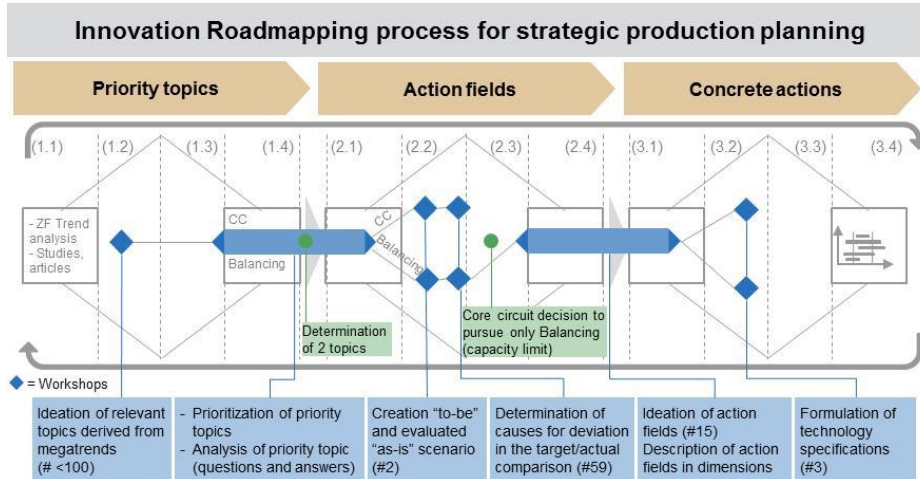 Innovation Roadmapping process for strategic production planning
Priority topics
Action fields
Concrete actions
(1.1)
(1.2)
(1.3)
(1.4)
(2.1)
(2.2)
(2.3)
(2.4)
(3.1)
(3.2)
(3.3)
(3.4)
- ZF Trend
analysis
- Studies,
articles
CC
Balancing
CC
Balancing
Determination
of 2 topics
Core circuit decision to
pursue only Balancing
(capacity limit)
= Workshops
Ideation of relevant
topics derived from
megatrends
(# <100)
- Prioritization of priority
topics
- Analysis of priority topic
(questions and answers)
Creation “to-be”
and evaluated
“as-is” scenario
(#2)
Determination of
causes for deviation
in the target/actual
comparison (#59)
Ideation of action
fields (#15)
Description of action
fields in dimensions
Formulation of
technology
specifications
(#3)